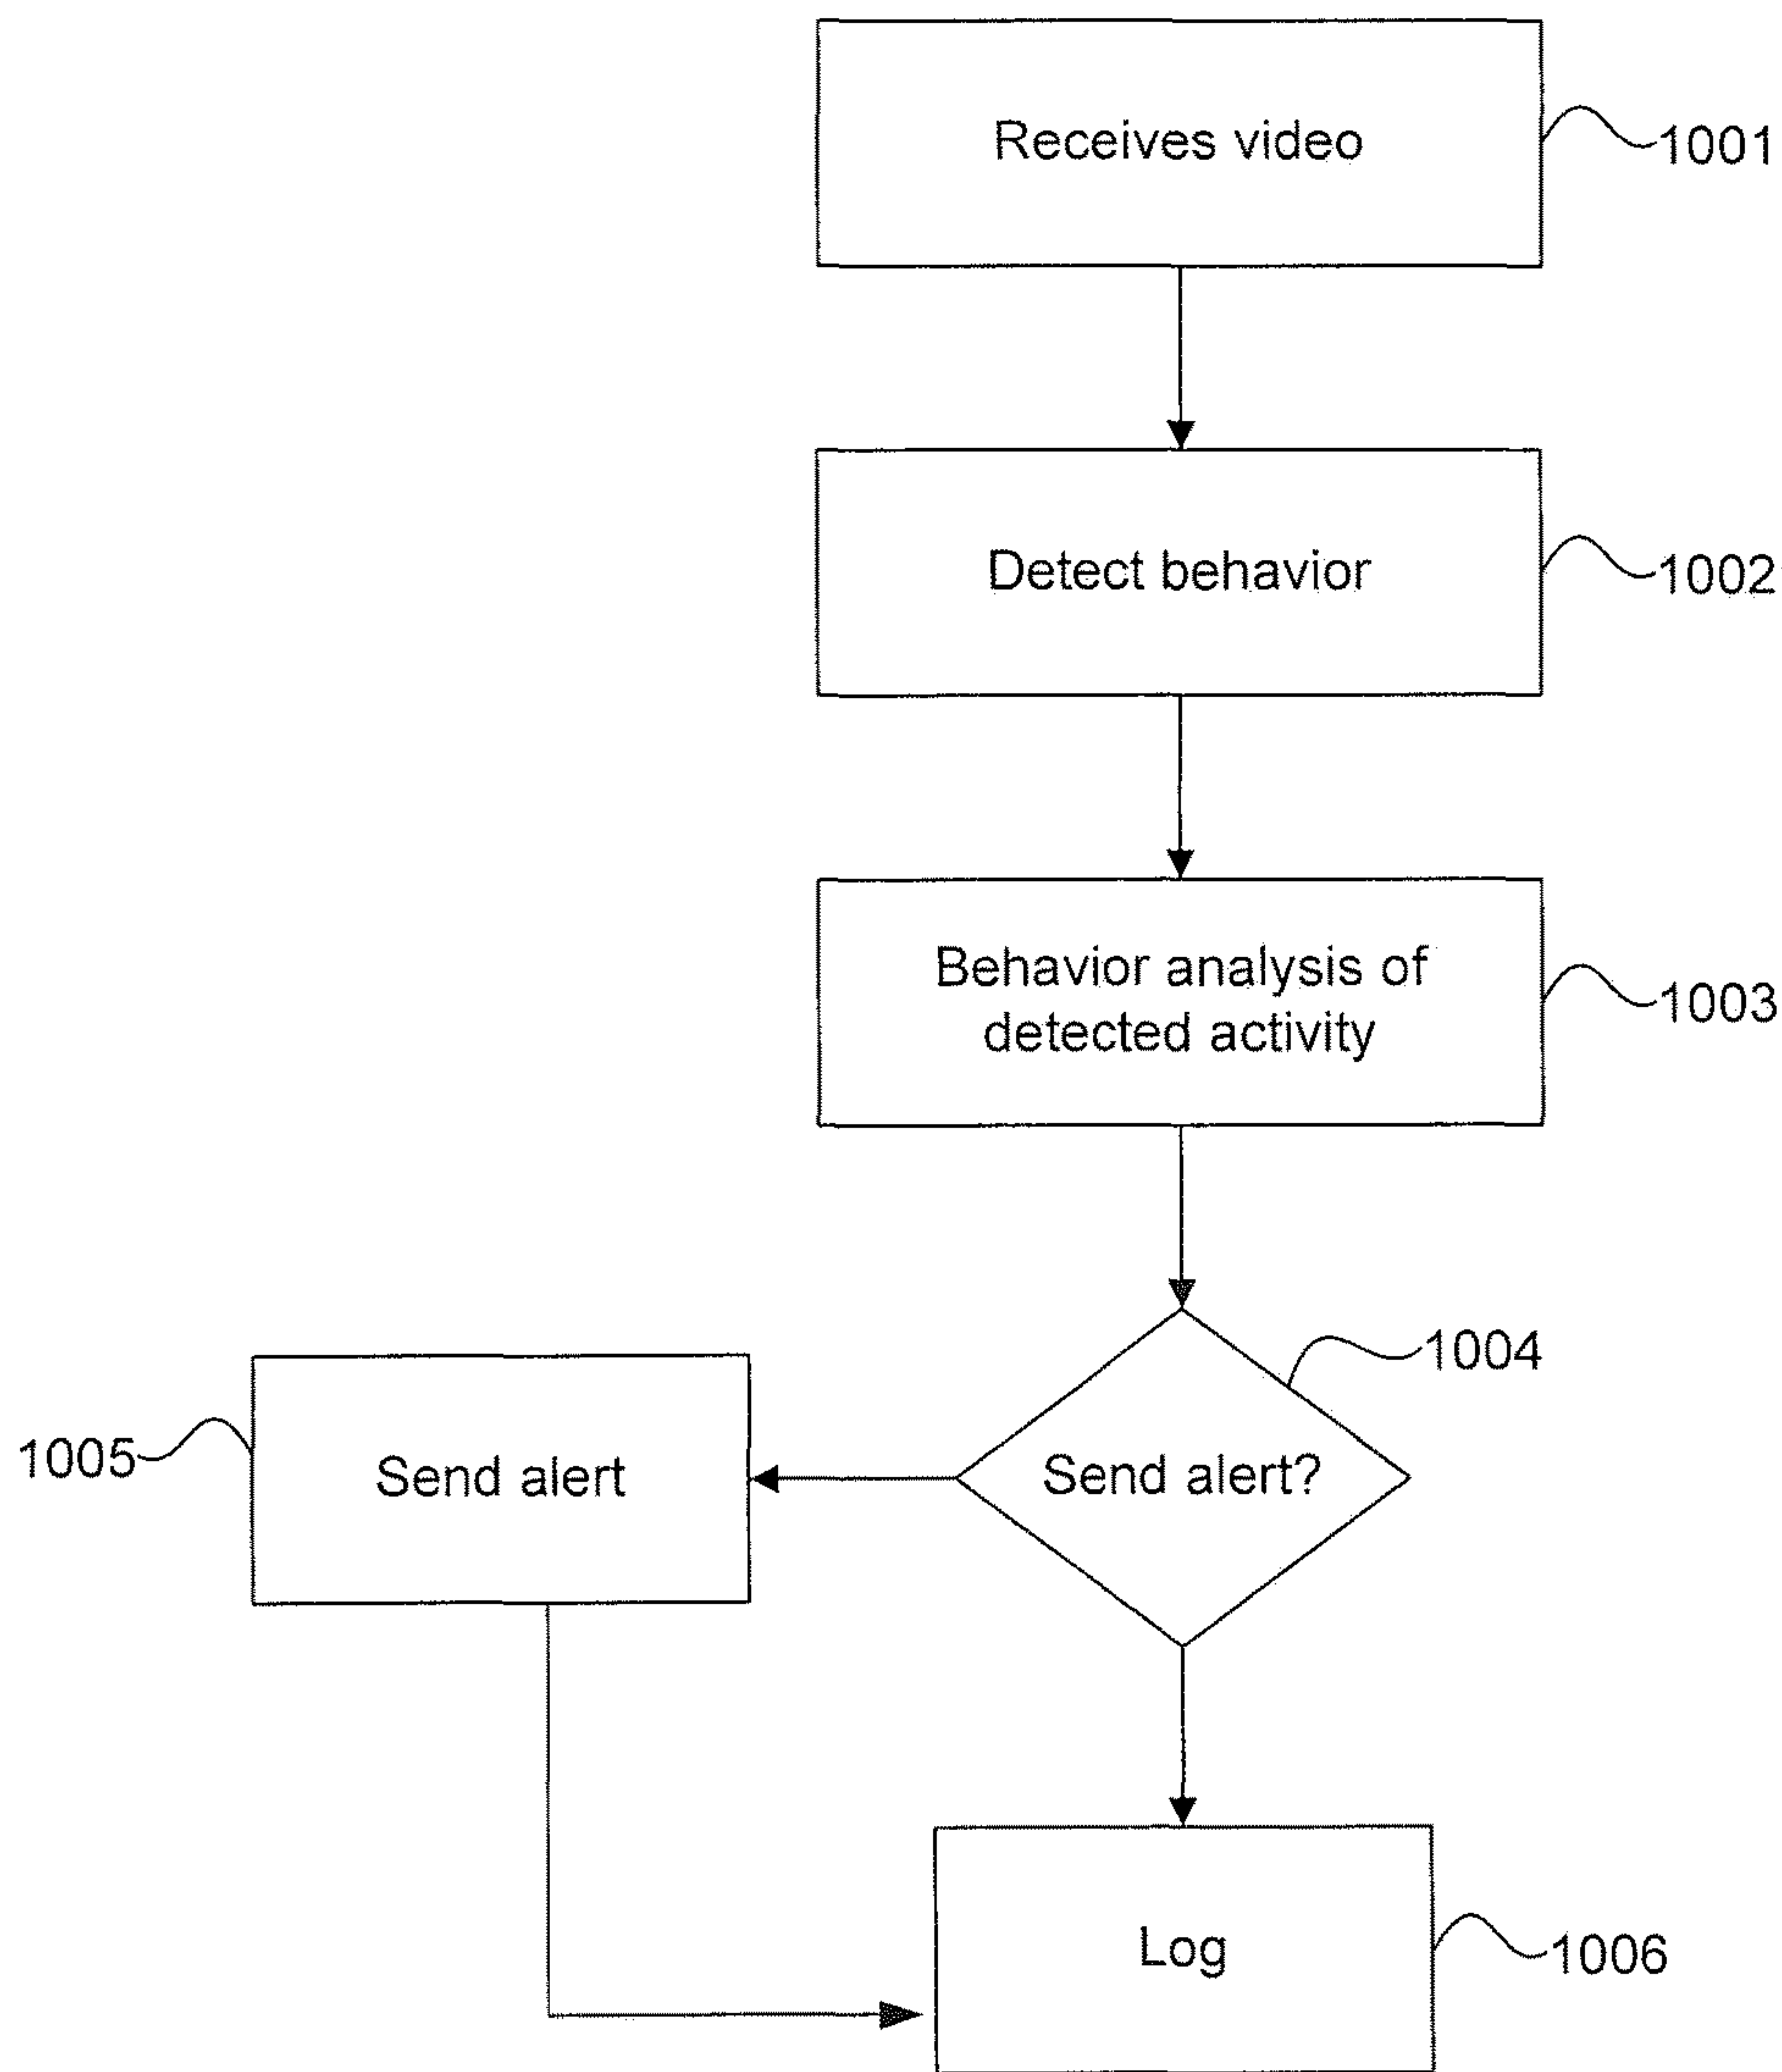 Receives video
1001
Detect behavior
1002
Behavior analysis of
detected activity
1003
1004
Send alert?
1005
Send alert
Log
1006